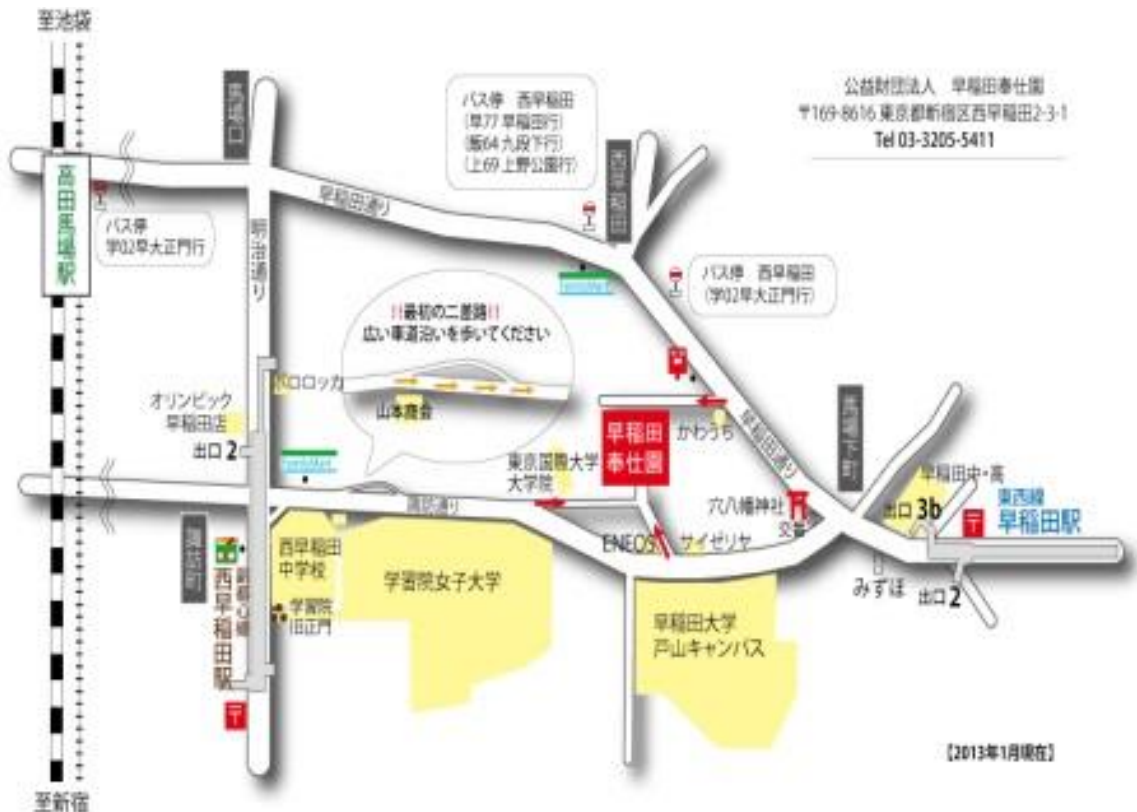 至池袋
馬場口
バス停　西早稲田
(早77 早稲田行)
(飯64 九段下行)
(上69 上野公園行)
西早稲田
公益財団法人　早稲田奉仕園
〒169-8616 東京都新宿区西早稲田2-3-1
Tel 03-3205-5411
高田馬場駅
バス停
学02早大正門行
早稲田通り
明治通り
バス停　西早稲田
(学02早大正門行)
FamilyMart
!!最初の二差路!!
広い車道沿いを歩いてください
山本商会
オリンピック
早稲田店
出口 2
FamilyMart
早稲田
奉仕園
かわうち
早稲田通り
馬場下町
東京国際大学
大学院
諏訪通り
穴八幡神社
交番
早稲田中・高
出口 3b
〒
東西線
早稲田駅
ENEOS
サイゼリヤ
みずほ
出口 2
諏訪町
西早稲田
中学校
学習院女子大学
学習院
旧正門
副都心線
西早稲田駅
〒
早稲田大学
戸山キャンパス
【2013年1月現在】
至新宿